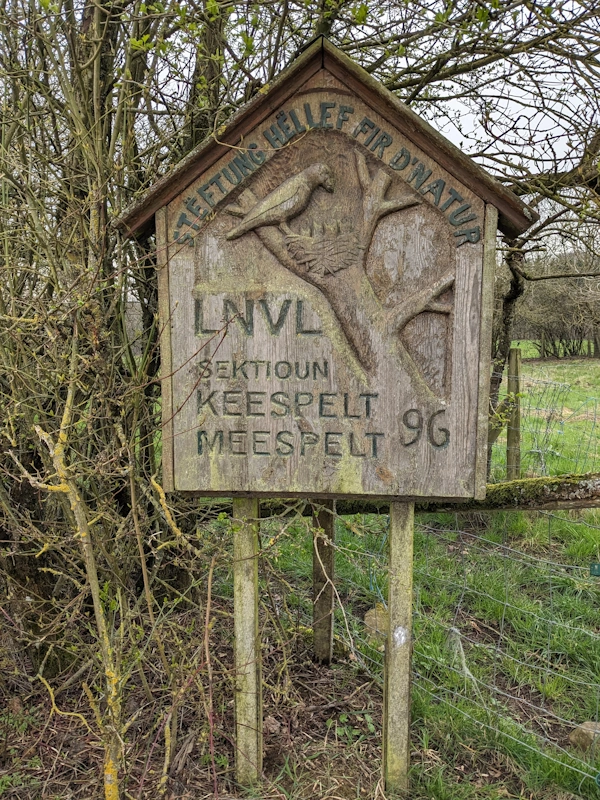 STËFTUNG HËLLEF FIR D'NATUR
LNVL
SEKTIOUN
KEESPELT
MEESPELT 96